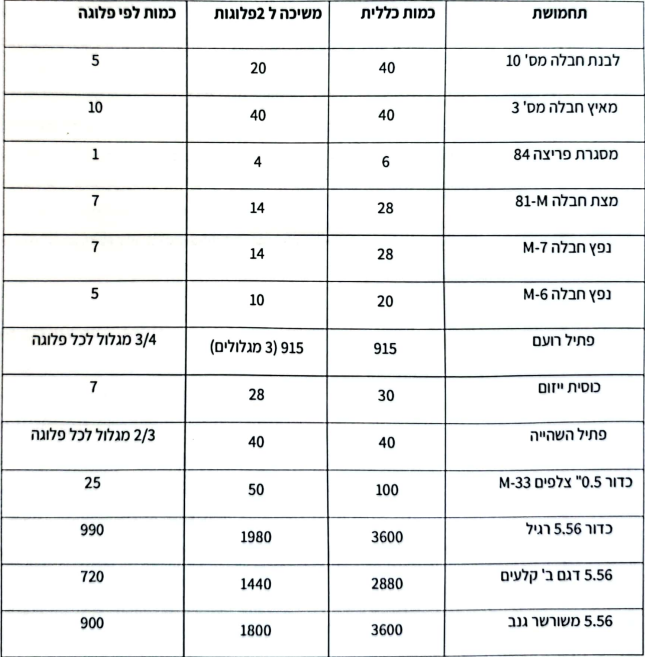 תחמושת כמות כללית משיכה ל 2פלוגות כמות לפי פלוגה
לבנת חבלה מס' 10 40 20 5
מאיץ חבלה מס' 3 40 40 10
מסגרת פריצה 84 6 4 1
מצת חבלה 81-M 28 14 7
נפץ חבלה M-7 28 14 7
נפץ חבלה M-6 20 10 5
פתיל רועם 915 915 (3 מגלולים) 3/4 מגלול לכל פלוגה
כוסית ייזום 30 28 7
פתיל השהייה 40 40 2/3 מגלול לכל פלוגה
כדור 0.5" צלפים M-33 100 50 25
כדור 5.56 רגיל 3600 1980 990
5.56 דגם ב' קלעים 2880 1440 720
5.56 משורשר גנב 3600 1800 900